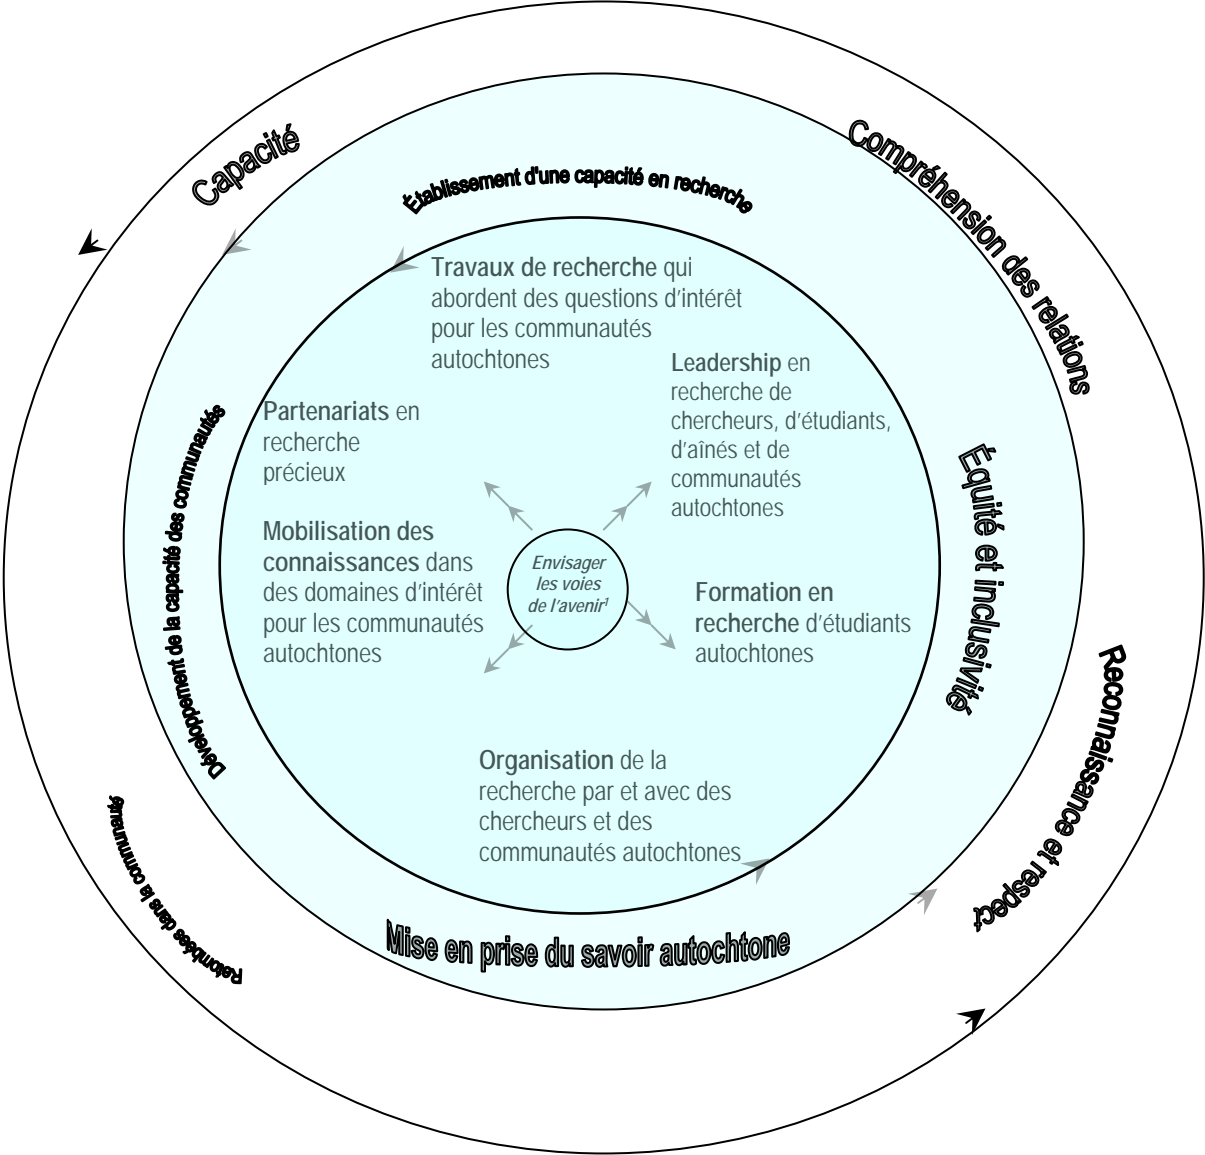 Capacité
Compréhension des relations
Établissement d'une capacité en recherche
Travaux de recherche qui
abordent des questions d'intérêt
pour les communautés
autochtones
Leadership en
recherche de
chercheurs, d'étudiants,
d'aînés et de
communautés
autochtones
Partenariats en
recherche
précieux
Mobilisation des
connaissances dans
des domaines d'intérêt
pour les communautés
autochtones
Envisager
les voies
de l'avenir¹
Formation en
recherche d'étudiants
autochtones
Organisation de la
recherche par et avec des
chercheurs et des
communautés autochtones
Développement de la capacité des communautés
Équité et inclusivité
Mise en prise du savoir autochtone
Retombées dans la communauté
Reconnaissance et respect